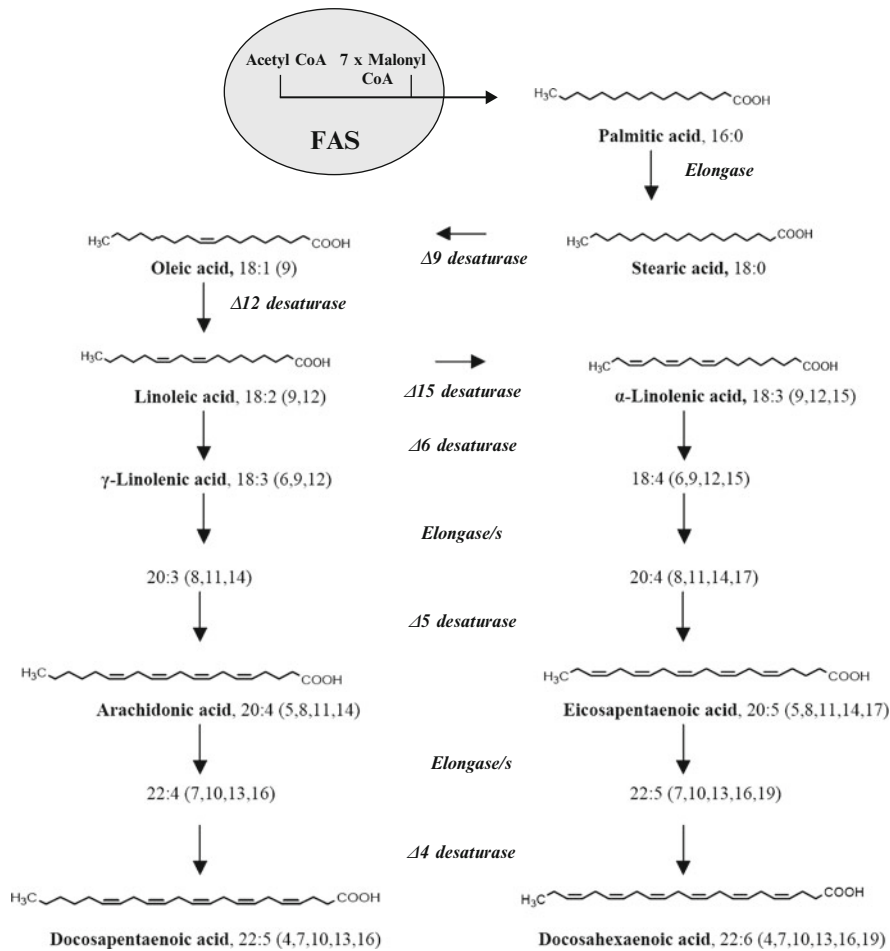 Acetyl CoA 7 x Malonyl
CoA
FAS
H₃C COOH
Palmitic acid, 16:0
Elongase
H₃C COOH
H₃C COOH
Δ9 desaturase
Oleic acid, 18:1 (9)
Stearic acid, 18:0
Δ12 desaturase
H₃C COOH
H₃C COOH
Linoleic acid, 18:2 (9,12)
Δ15 desaturase
α-Linolenic acid, 18:3 (9,12,15)
Δ6 desaturase
γ-Linolenic acid, 18:3 (6,9,12)
18:4 (6,9,12,15)
Elongase/s
20:3 (8,11,14)
20:4 (8,11,14,17)
Δ5 desaturase
H₃C COOH
H₃C COOH
Arachidonic acid, 20:4 (5,8,11,14)
Eicosapentaenoic acid, 20:5 (5,8,11,14,17)
Elongase/s
22:4 (7,10,13,16)
22:5 (7,10,13,16,19)
Δ4 desaturase
H₃C COOH
H₃C COOH
Docosapentaenoic acid, 22:5 (4,7,10,13,16)
Docosahexaenoic acid, 22:6 (4,7,10,13,16,19)